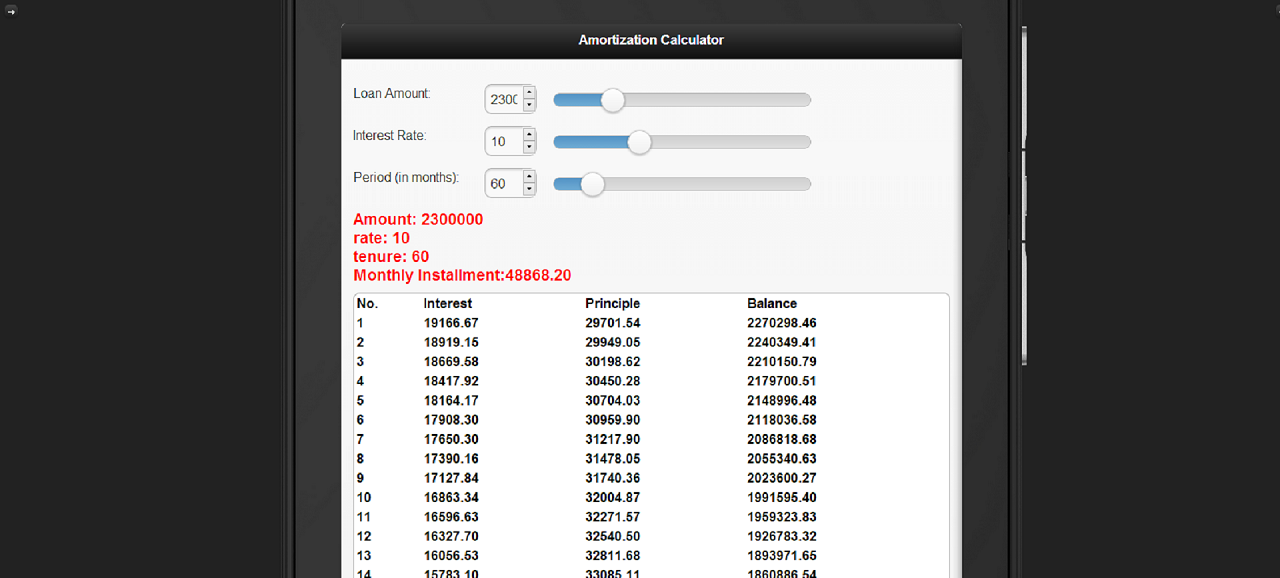 Amortization Calculator
Loan Amount: 2300
Interest Rate: 10
Period (in months): 60
Amount: 2300000
rate: 10
tenure: 60
Monthly Installment:48868.20
No. Interest Principle Balance
1 19166.67 29701.54 2270298.46
2 18919.15 29949.05 2240349.41
3 18669.58 30198.62 2210150.79
4 18417.92 30450.28 2179700.51
5 18164.17 30704.03 2148996.48
6 17908.30 30959.90 2118036.58
7 17650.30 31217.90 2086818.68
8 17390.16 31478.05 2055340.63
9 17127.84 31740.36 2023600.27
10 16863.34 32004.87 1991595.40
11 16596.63 32271.57 1959323.83
12 16327.70 32540.50 1926783.32
13 16056.53 32811.68 1893971.65
14 15783.10 33085.11 1860886.54